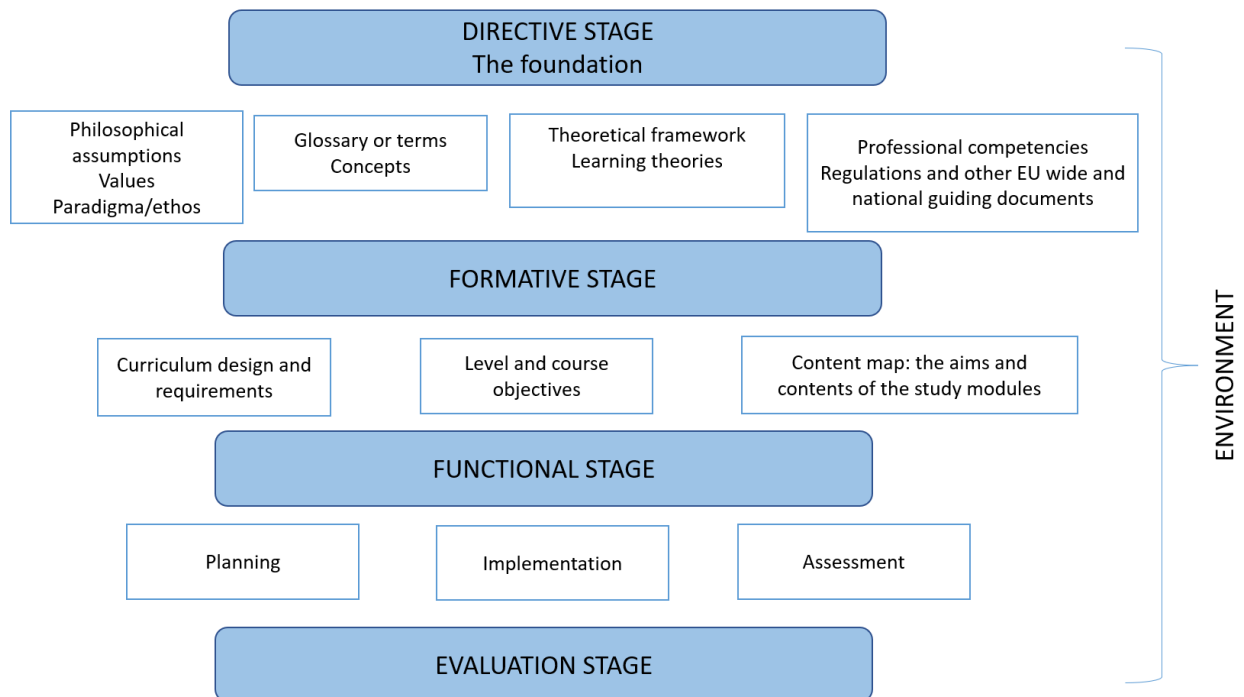 DIRECTIVE STAGE
The foundation
Philosophical
assumptions
Values
Paradigma/ethos
Glossary or terms
Concepts
Theoretical framework
Learning theories
Professional competencies
Regulations and other EU wide and
national guiding documents
FORMATIVE STAGE
Curriculum design and
requirements
Level and course
objectives
Content map: the aims and
contents of the study modules
FUNCTIONAL STAGE
Planning
Implementation
Assessment
EVALUATION STAGE
ENVIRONMENT